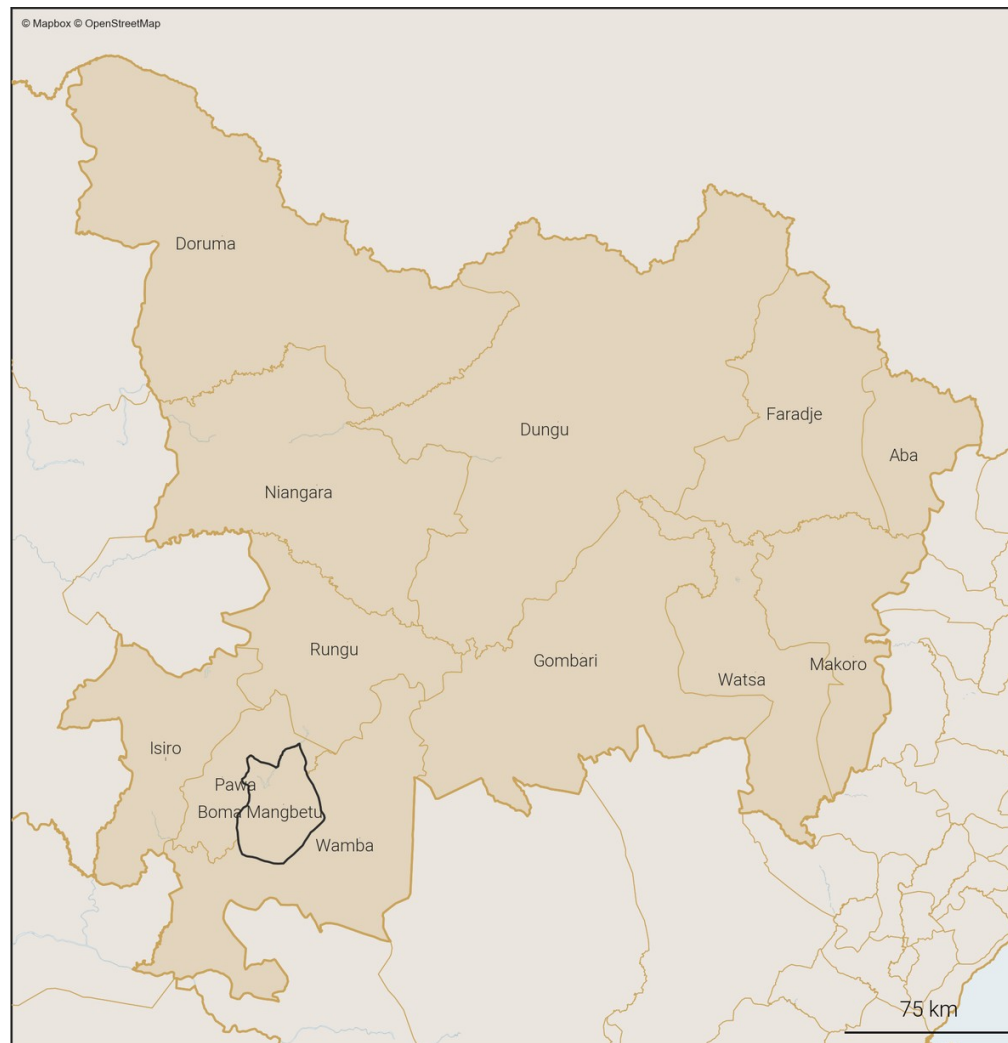 © Mapbox © OpenStreetMap
Doruma
Faradje
Dungu
Aba
Niangara
Rungu
Gombari
Makoro
Watsa
Isiro
Pawa
Boma Mangbetu
Wamba
75 km